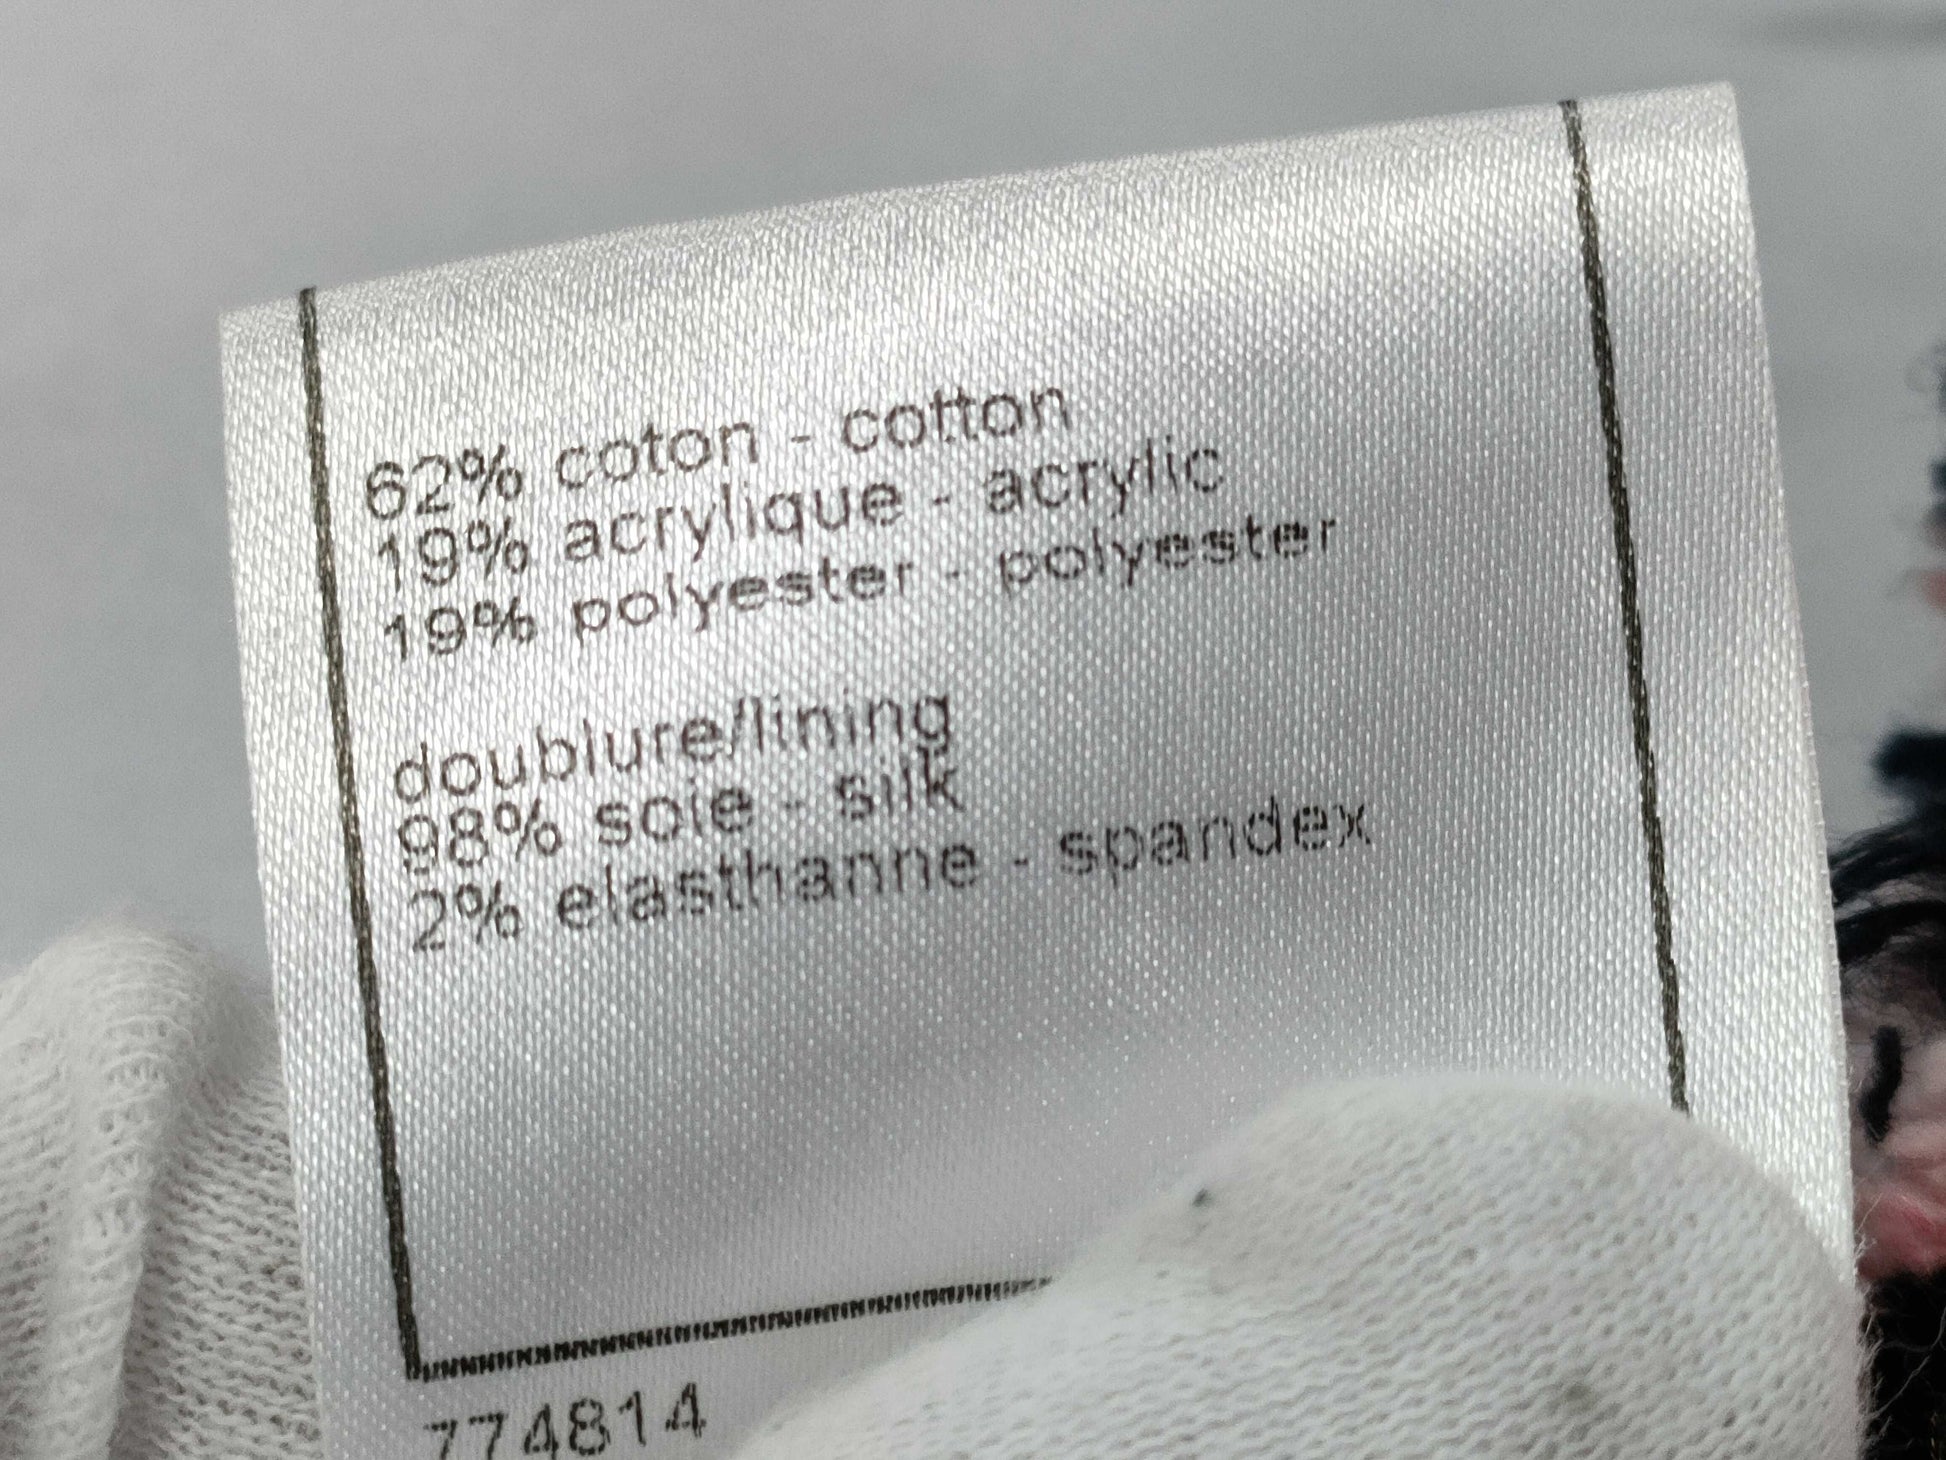 62% coton - cotton
19% acrylique - acrylic
19% polyester - polyester
doublure/lining
98% soie - silk
2% elasthanne - spandex
774814